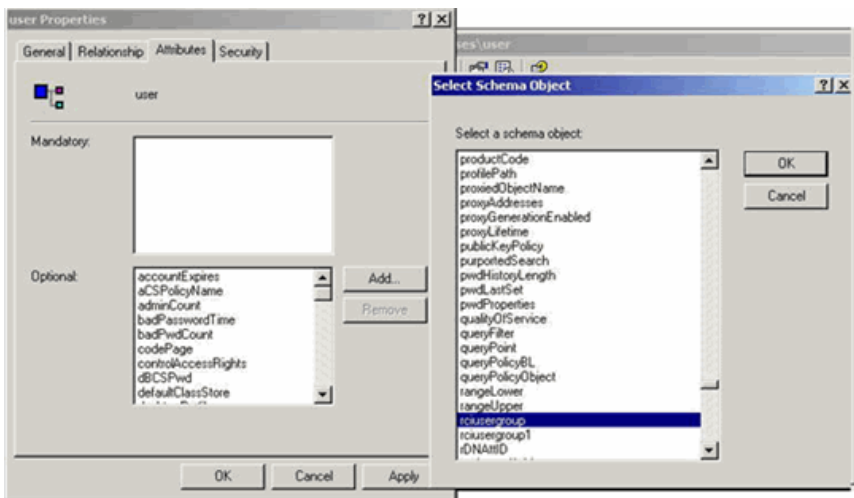 user Properties
General
Relationship
Attributes
Security
user
Mandatory:
Optional:
accountExpires
aCSPolicyName
adminCount
badPasswordTime
badPwdCount
codePage
controlAccessRights
dBCSPwd
defaultClassStore
Add...
Remove
OK
Cancel
Apply
ses\user
Select Schema Object
Select a schema object:
productCode
profilePath
proxiedObjectName
proxyAddresses
proxyGenerationEnabled
proxyLifetime
publicKeyPolicy
purportedSearch
pwdHistoryLength
pwdLastSet
pwdProperties
qualityOfService
queryFilter
queryPoint
queryPolicyBL
queryPolicyObject
rangeLower
rangeUpper
rciusergroup
rciusergroup1
rDNAttID
OK
Cancel